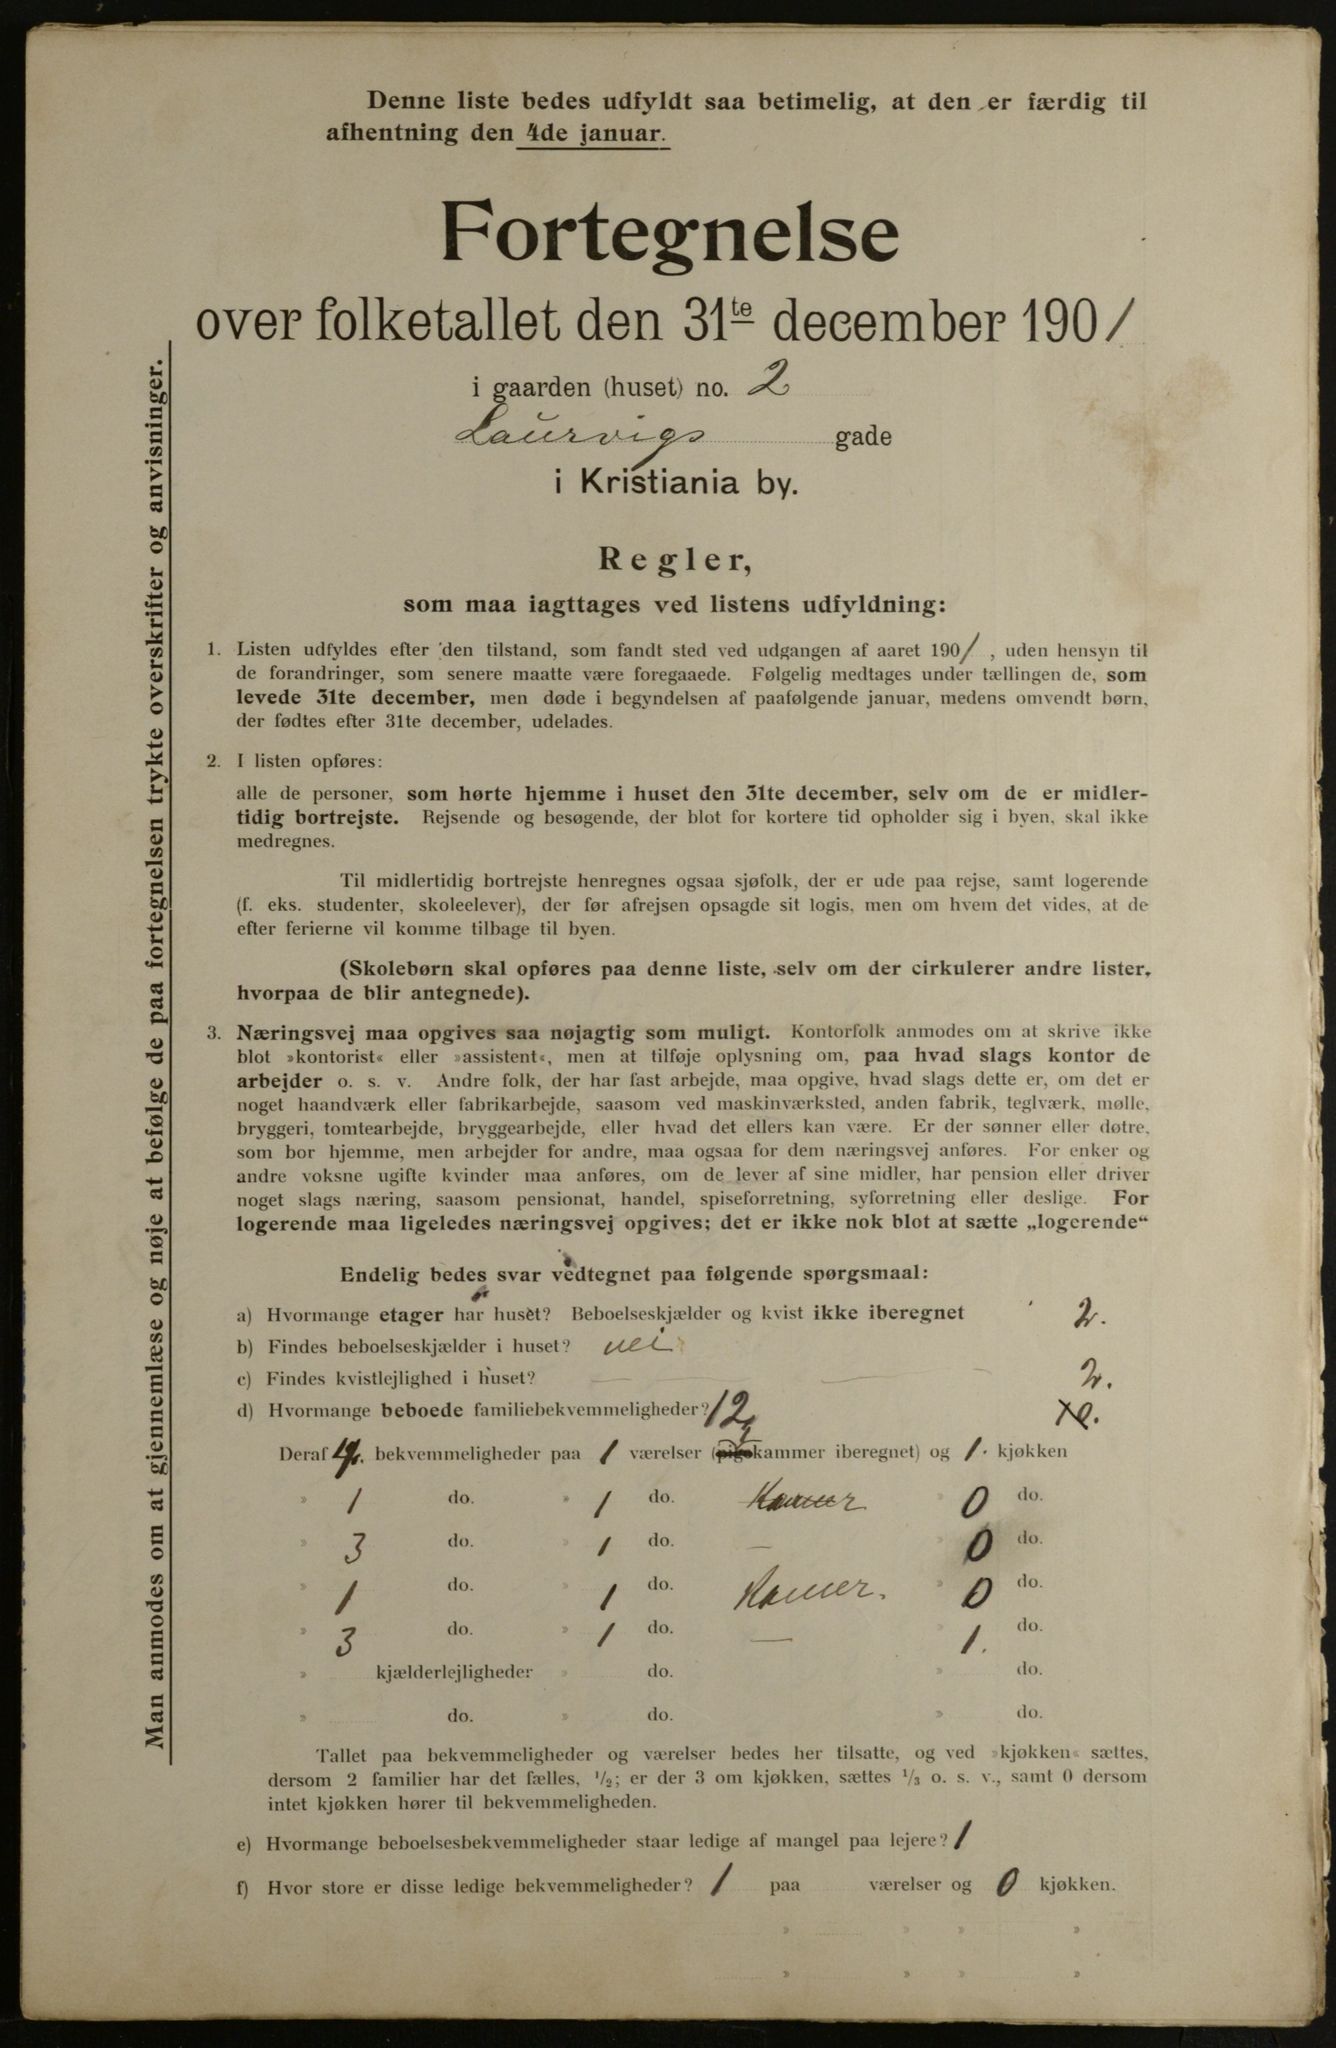 Denne liste bedes udfyldt saa betimelig, at den er færdig til
afhentning den 4de januar.
Fortegnelse
over folketallet den 31te december 1901
i gaarden (huset) no. 2
Laurvigs gade
i Kristiania by.
Regler,
som maa iagttages ved listens udfyldning:
1. Listen udfyldes efter den tilstand, som fandt sted ved udgangen af aaret 1901, uden hensyn til
de forandringer, som senere maatte være foregaaede. Følgelig medtages under tællingen de, som
levede 31te december, men døde i begyndelsen af paafølgende januar, medens omvendt børn,
der fødtes efter 31te december, udelades.
2. I listen opføres:
alle de personer, som hørte hjemme i huset den 31te december, selv om de er midler-
tidig bortrejste. Rejsende og besøgende, der blot for kortere tid opholder sig i byen, skal ikke
medregnes.
Til midlertidig bortrejste henregnes ogsaa sjøfolk, der er ude paa rejse, samt logerende
(f. eks. studenter, skoleelever), der før afrejsen opsagde sit logis, men om hvem det vides, at de
efter ferierne vil komme tilbage til byen.
(Skolebørn skal opføres paa denne liste, selv om der cirkulerer andre lister,
hvorpaa de blir antegnede).
3. Næringsvej maa opgives saa nøjagtig som muligt. Kontorfolk anmodes om at skrive ikke
blot »kontorist« eller »assistent«, men at tilføje oplysning om, paa hvad slags kontor de
arbejder o. s. v. Andre folk, der har fast arbejde, maa opgive, hvad slags dette er, om det er
noget haandværk eller fabrikarbejde, saasom ved maskinværksted, anden fabrik, teglværk, mølle,
bryggeri, tomtearbejde, bryggearbejde, eller hvad det ellers kan være. Er der sønner eller døtre,
som bor hjemme, men arbejder for andre, maa ogsaa for dem næringsvej anføres. For enker og
andre voksne ugifte kvinder maa anføres, om de lever af sine midler, har pension eller driver
noget slags næring, saasom pensionat, handel, spiseforretning, syforretning eller deslige. For
logerende maa ligeledes næringsvej opgives; det er ikke nok blot at sætte „logerende“
Endelig bedes svar vedtegnet paa følgende spørgsmaal:
a) Hvormange etager har huset? Beboelseskjælder og kvist ikke iberegnet 2.
b) Findes beboelseskjælder i huset? nei
c) Findes kvistlejlighed i huset? 2.
d) Hvormange beboede familiebekvemmeligheder? 12
Deraf 4. bekvemmeligheder paa 1 værelser (pigekammer iberegnet) og 1. kjøkken
» 1 do. » 1 do. Kamer » 0 do.
» 3 do. » 1 do. — » 0 do.
» 1 do. » 1 do. Kamer. » 0 do.
» 3 do. » 1 do. — » 1. do.
» kjælderlejligheder » do. » do.
» do. » do. » do.
Tallet paa bekvemmeligheder og værelser bedes her tilsatte, og ved »kjøkken« sættes,
dersom 2 familier har det fælles, 1/2; er der 3 om kjøkken, sættes 1/3 o. s. v., samt 0 dersom
intet kjøkken hører til bekvemmeligheden.
e) Hvormange beboelsesbekvemmeligheder staar ledige af mangel paa lejere? 1
f) Hvor store er disse ledige bekvemmeligheder? 1 paa værelser og 0 kjøkken.
» » » »
» » » »
Man anmodes om at gjennemlæse og nøje at befølge de paa fortegnelsen trykte overskrifter og anvisninger.